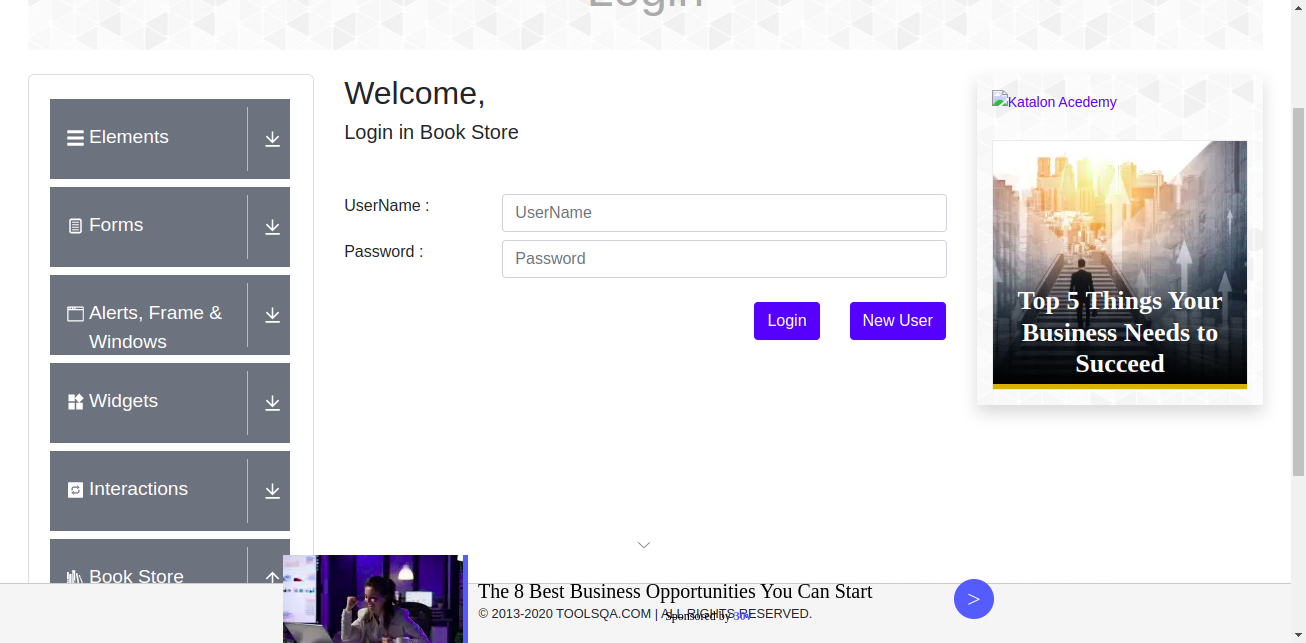 Login
Elements
Forms
Alerts, Frame &
Windows
Widgets
Interactions
Book Store
Welcome,
Login in Book Store
UserName :
UserName
Password :
Password
Login
New User
Katalon Acedemy
Top 5 Things Your
Business Needs to
Succeed
The 8 Best Business Opportunities You Can Start
>
© 2013-2020 TOOLSQA.COM | ALL RIGHTS RESERVED.
Sponsored by